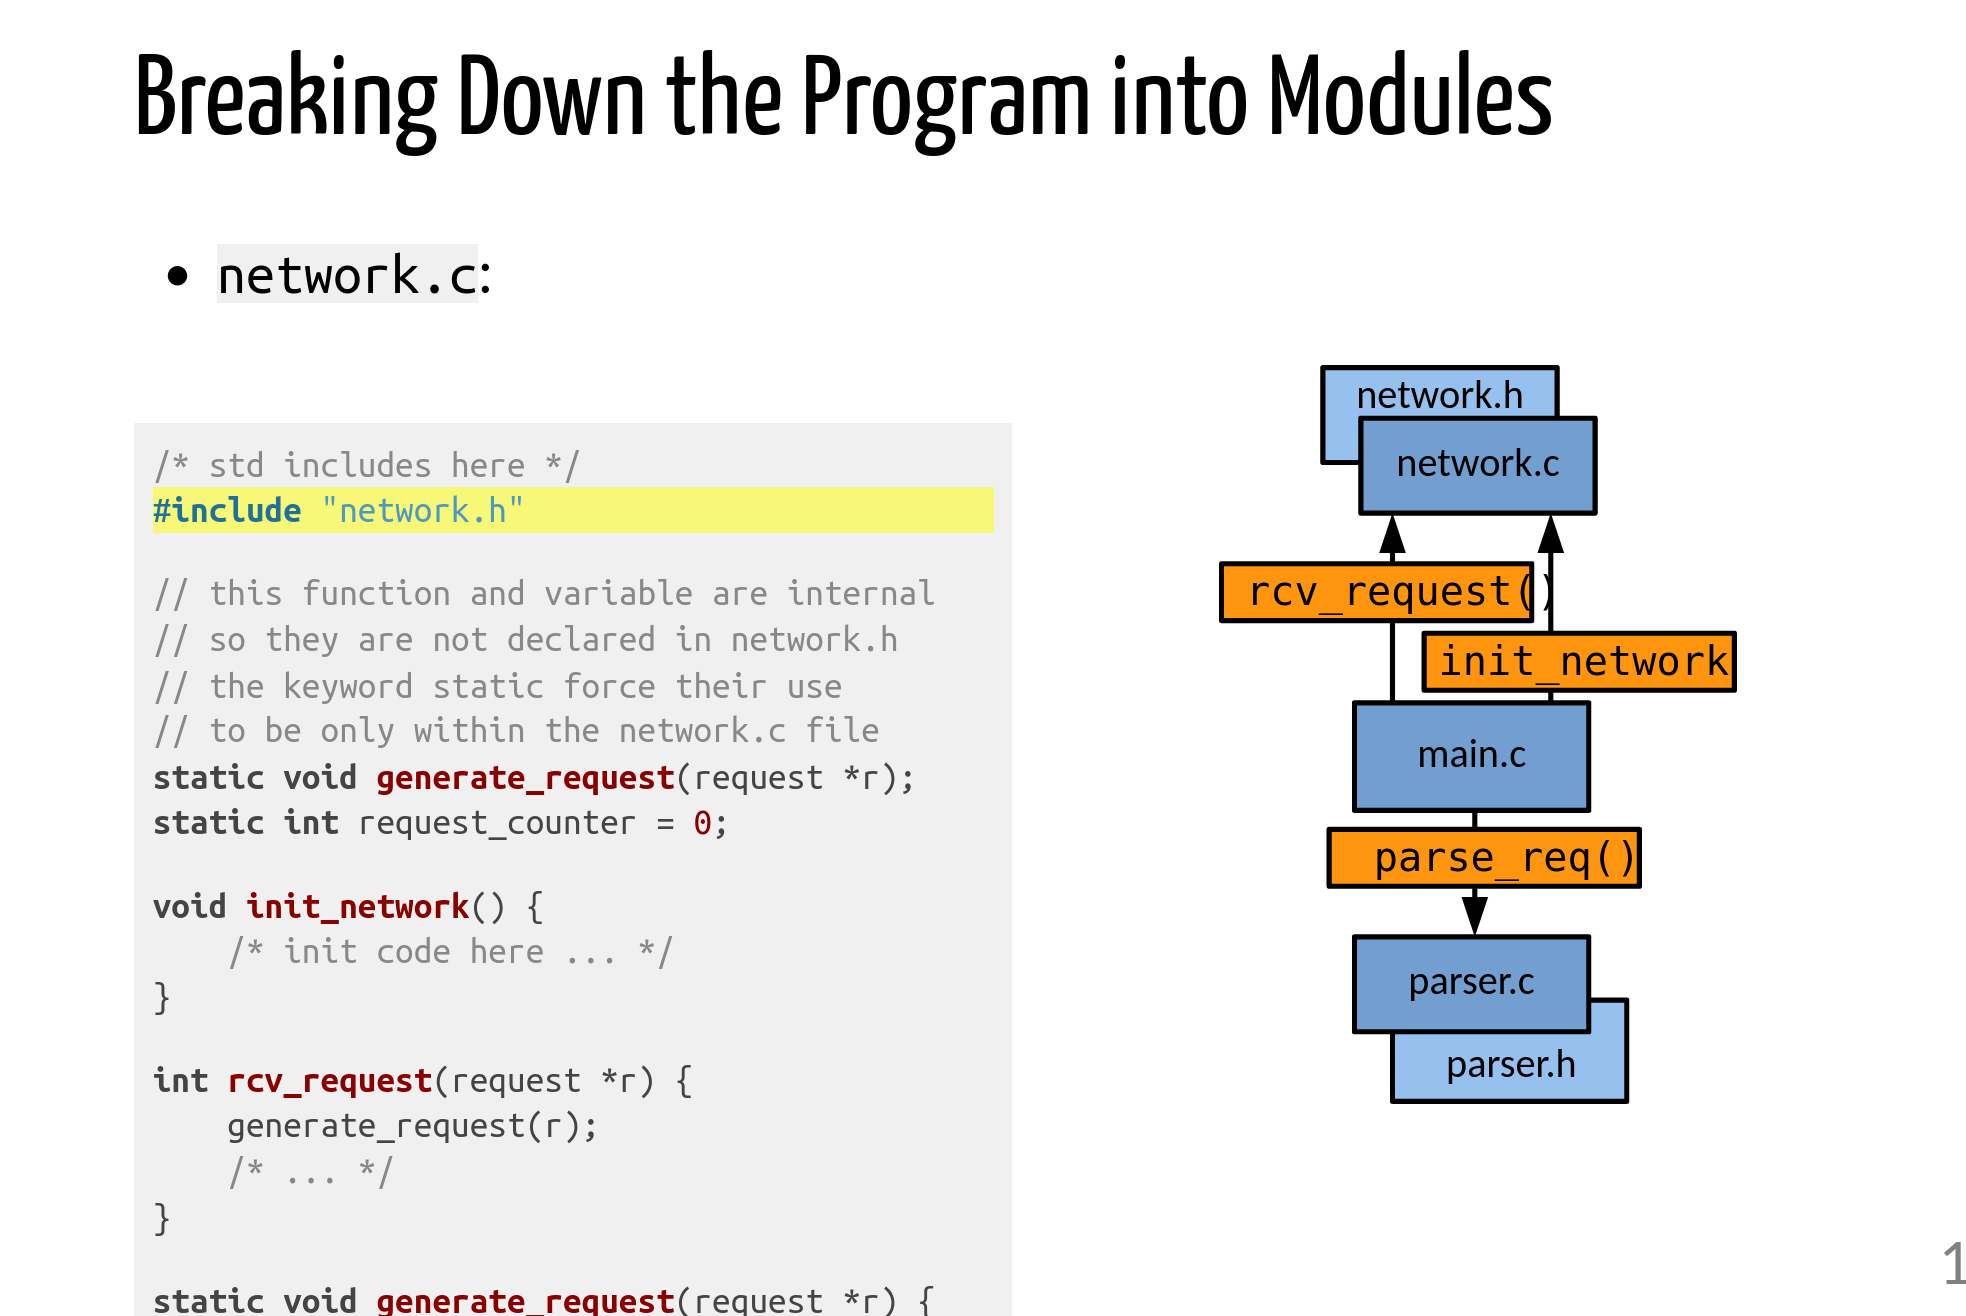 Breaking Down the Program into Modules
• network.c:
/* std includes here */
#include "network.h"
// this function and variable are internal
// so they are not declared in network.h
// the keyword static force their use
// to be only within the network.c file
static void generate_request(request *r);
static int request_counter = 0;
void init_network() {
    /* init code here ... */
}
int rcv_request(request *r) {
    generate_request(r);
    /* ... */
}
static void generate_request(request *r) {
network.h
network.c
rcv_request()
init_network
main.c
parse_req()
parser.c
parser.h
1